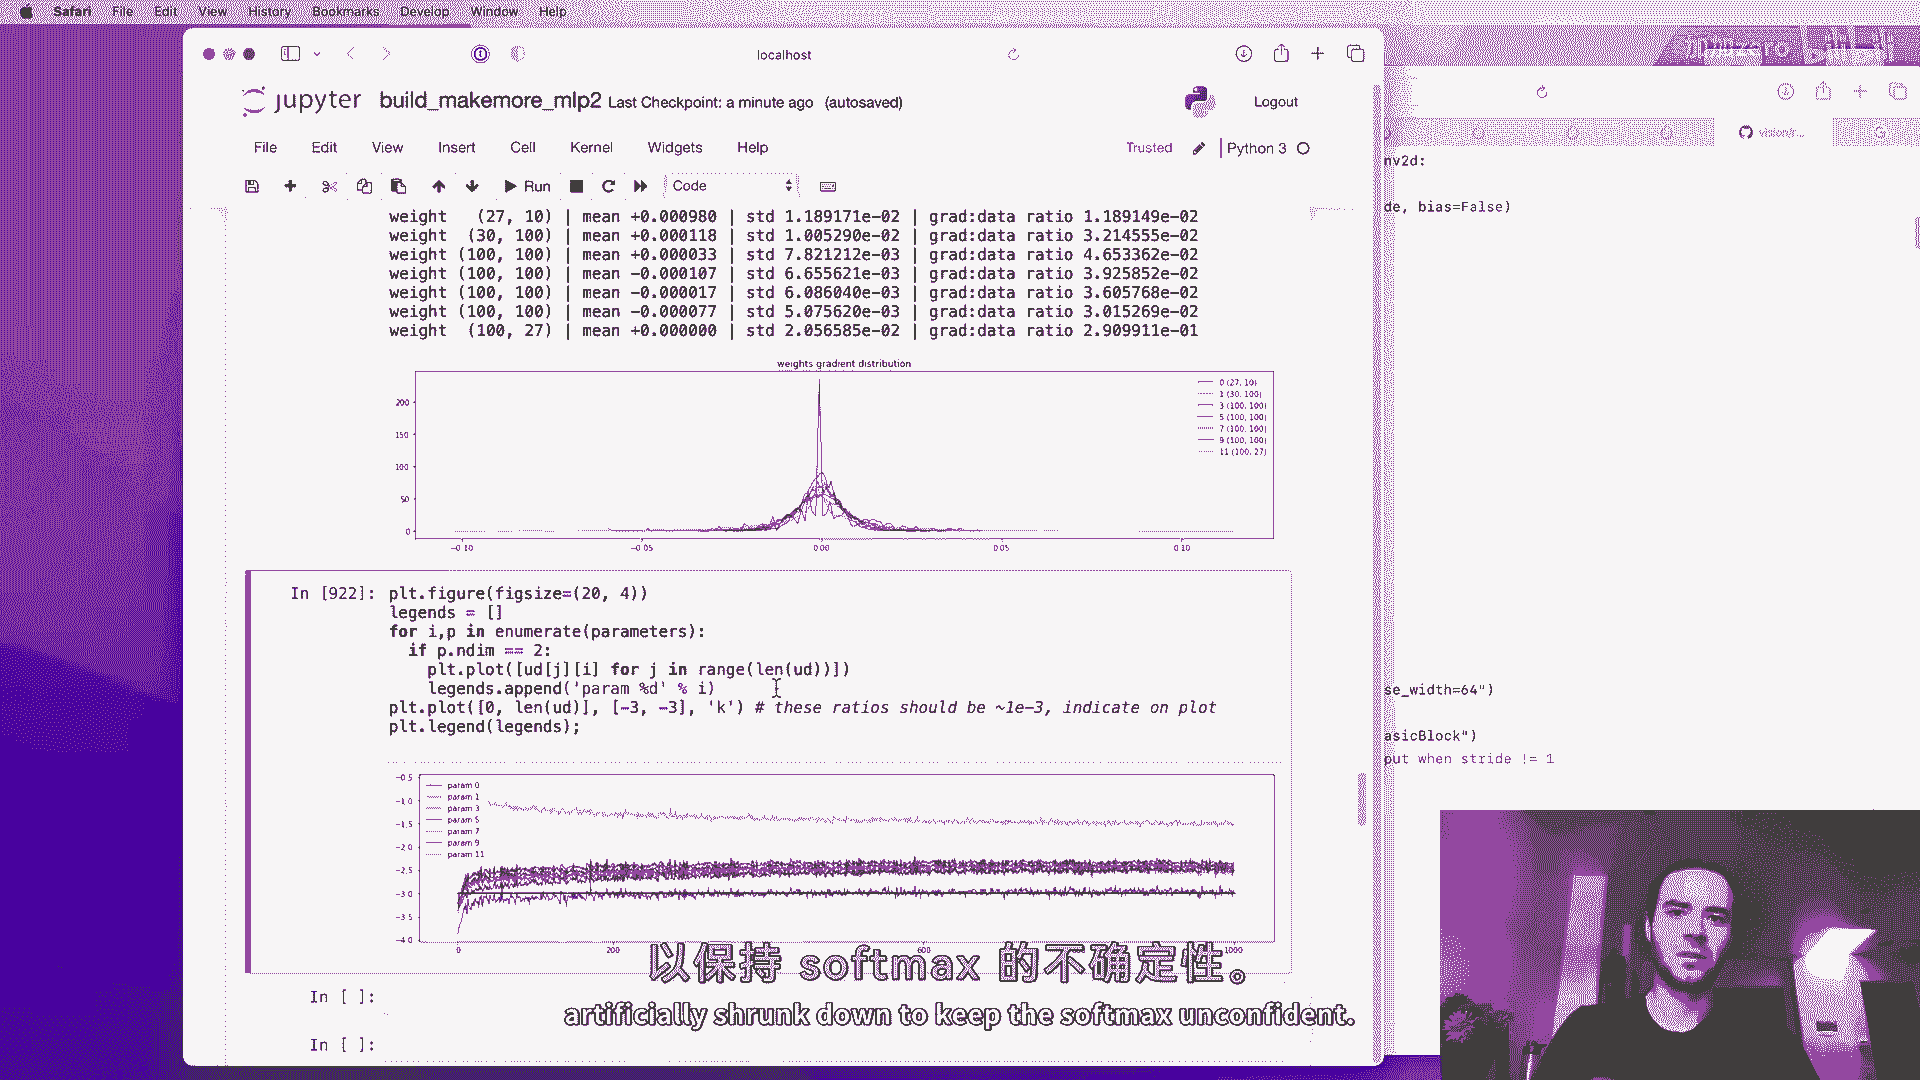 Safari File Edit View History Bookmarks Develop Window Help
localhost
jupyter build_makemore_mlp2 Last Checkpoint: a minute ago (autosaved)
Logout
File Edit View Insert Cell Kernel Widgets Help
Trusted
Python 3
Run
Code
weight (27, 10) | mean +0.000980 | std 1.189171e-02 | grad:data ratio 1.189149e-02
weight (30, 100) | mean +0.000118 | std 1.005290e-02 | grad:data ratio 3.214555e-02
weight (100, 100) | mean +0.000033 | std 7.821212e-03 | grad:data ratio 4.653362e-02
weight (100, 100) | mean -0.000107 | std 6.655621e-03 | grad:data ratio 3.925852e-02
weight (100, 100) | mean -0.000017 | std 6.086040e-03 | grad:data ratio 3.605768e-02
weight (100, 100) | mean -0.000077 | std 5.075620e-03 | grad:data ratio 3.015269e-02
weight (100, 27) | mean +0.000000 | std 2.056585e-02 | grad:data ratio 2.909911e-01
weights gradient distribution
200
150
100
50
0
0 (27, 10)
1 (30, 100)
3 (100, 100)
5 (100, 100)
7 (100, 100)
9 (100, 100)
11 (100, 27)
-0.10 -0.05 0.00 0.05 0.10
In [922]:
plt.figure(figsize=(20, 4))
legends = []
for i,p in enumerate(parameters):
if p.ndim == 2:
plt.plot([ud[j][i] for j in range(len(ud))])
legends.append('param %d' % i)
plt.plot([0, len(ud)], [-3, -3], 'k') # these ratios should be ~1e-3, indicate on plot
plt.legend(legends);
-0.5
-1.0
-1.5
-2.0
-2.5
-3.0
-3.5
-4.0
param 0
param 1
param 3
param 5
param 7
param 9
param 11
0 200 600 1000
In [ ]:
In [ ]:
nv2d:
de, bias=False)
se_width=64")
asicBlock")
put when stride != 1
以保持 softmax 的不确定性。
artificially shrunk down to keep the softmax unconfident.